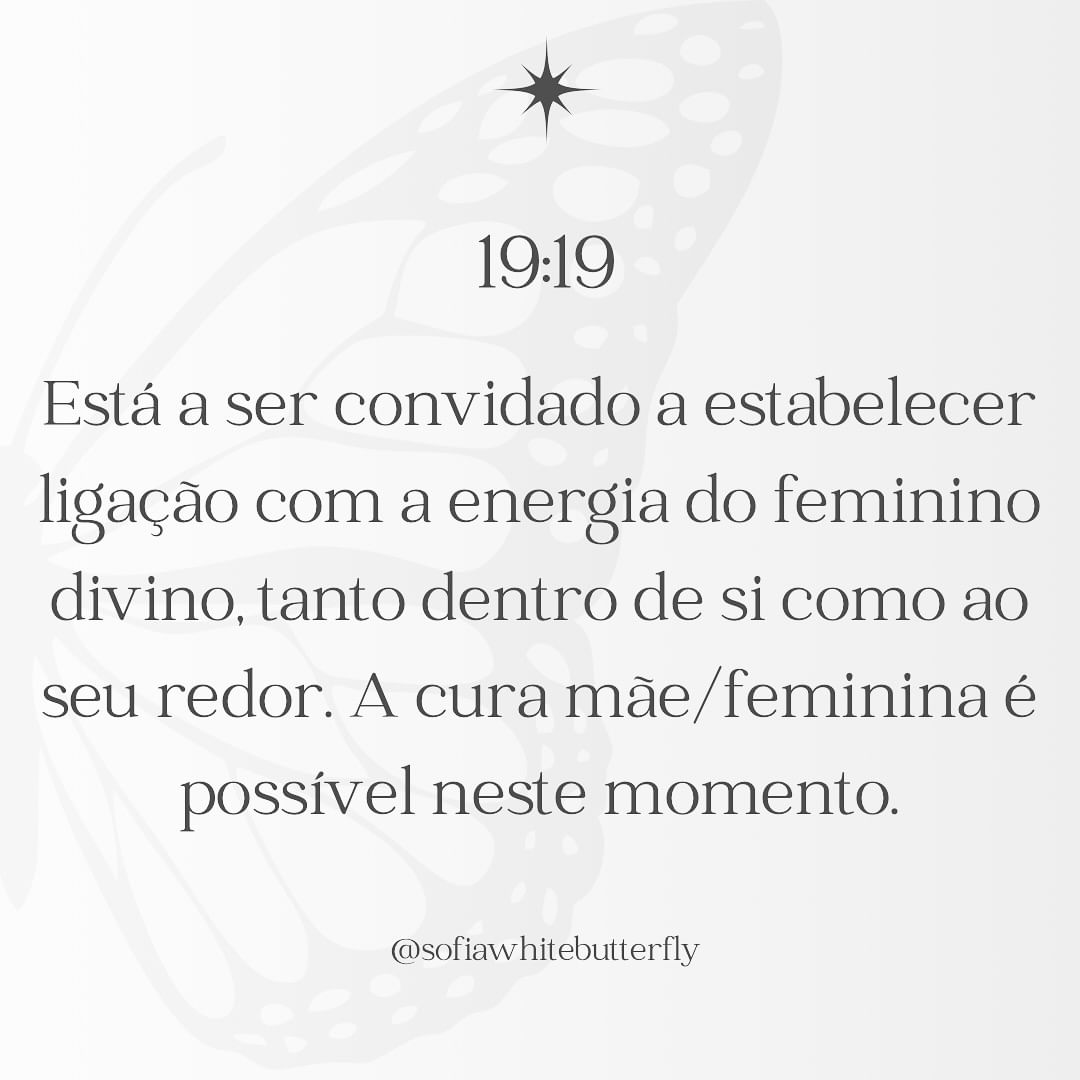 19:19
Está a ser convidado a estabelecer
ligação com a energia do feminino
divino, tanto dentro de si como ao
seu redor. A cura mãe/feminina é
possível neste momento.
@sofiawhitebutterfly